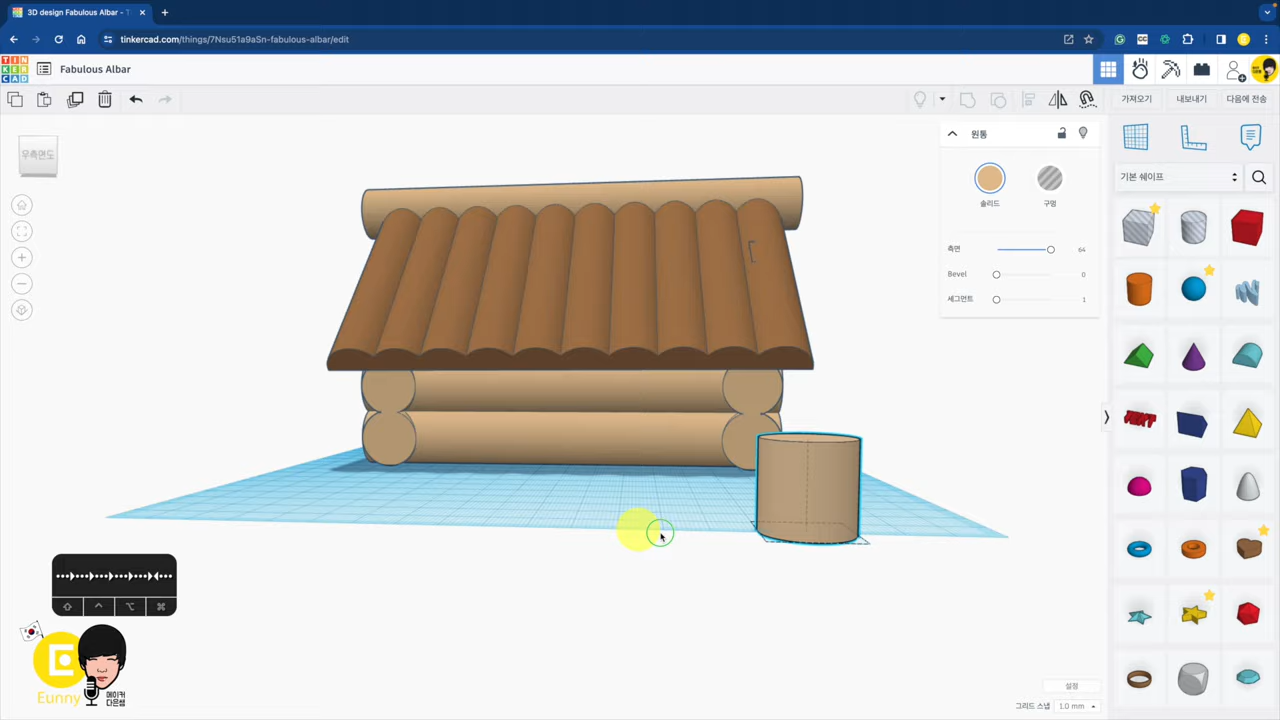 3D design Fabulous Albar - T
tinkercad.com/things/7Nsu51a9aSn-fabulous-albar/edit
TIN
KER
CAD
Fabulous Albar
가져오기
내보내기
다음에 전송
우측면도
원통
솔리드
구멍
측면
64
Bevel
0
세그먼트
1
기본 쉐이프
Eunny
메이커
다은쌤
설정
그리드 스냅
1.0 mm